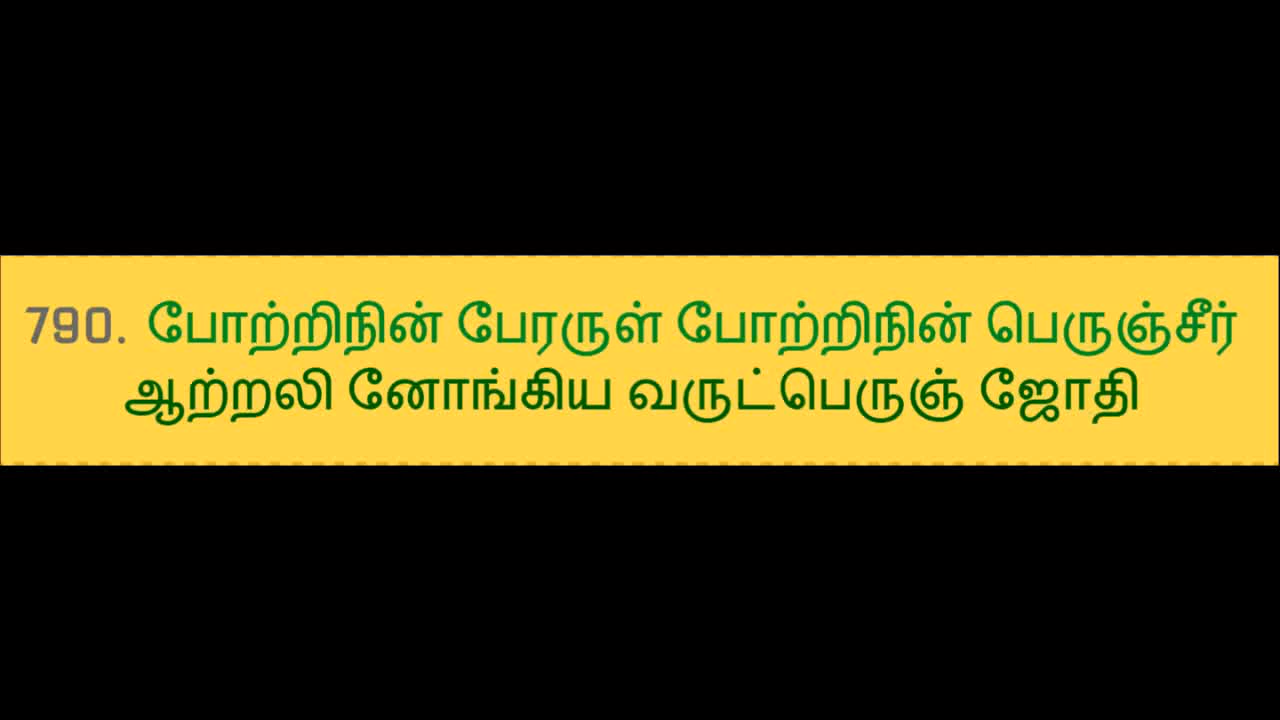 790. போற்றிநின் பேரருள் போற்றிநின் பெருஞ்சீர்
ஆற்றலி னோங்கிய வருட்பெருஞ் ஜோதி